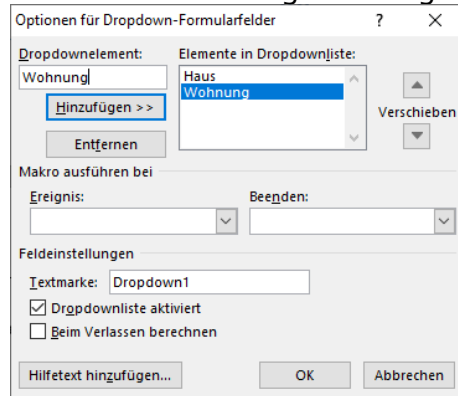 Optionen für Dropdown-Formularfelder ? X
Dropdownelement: Elemente in Dropdownliste:
Wohnung
Haus
Wohnung
Hinzufügen >>
Entfernen
Verschieben
Makro ausführen bei
Ereignis: Beenden:
Feldeinstellungen
Textmarke: Dropdown1
Dropdownliste aktiviert
Beim Verlassen berechnen
Hilfetext hinzufügen... OK Abbrechen